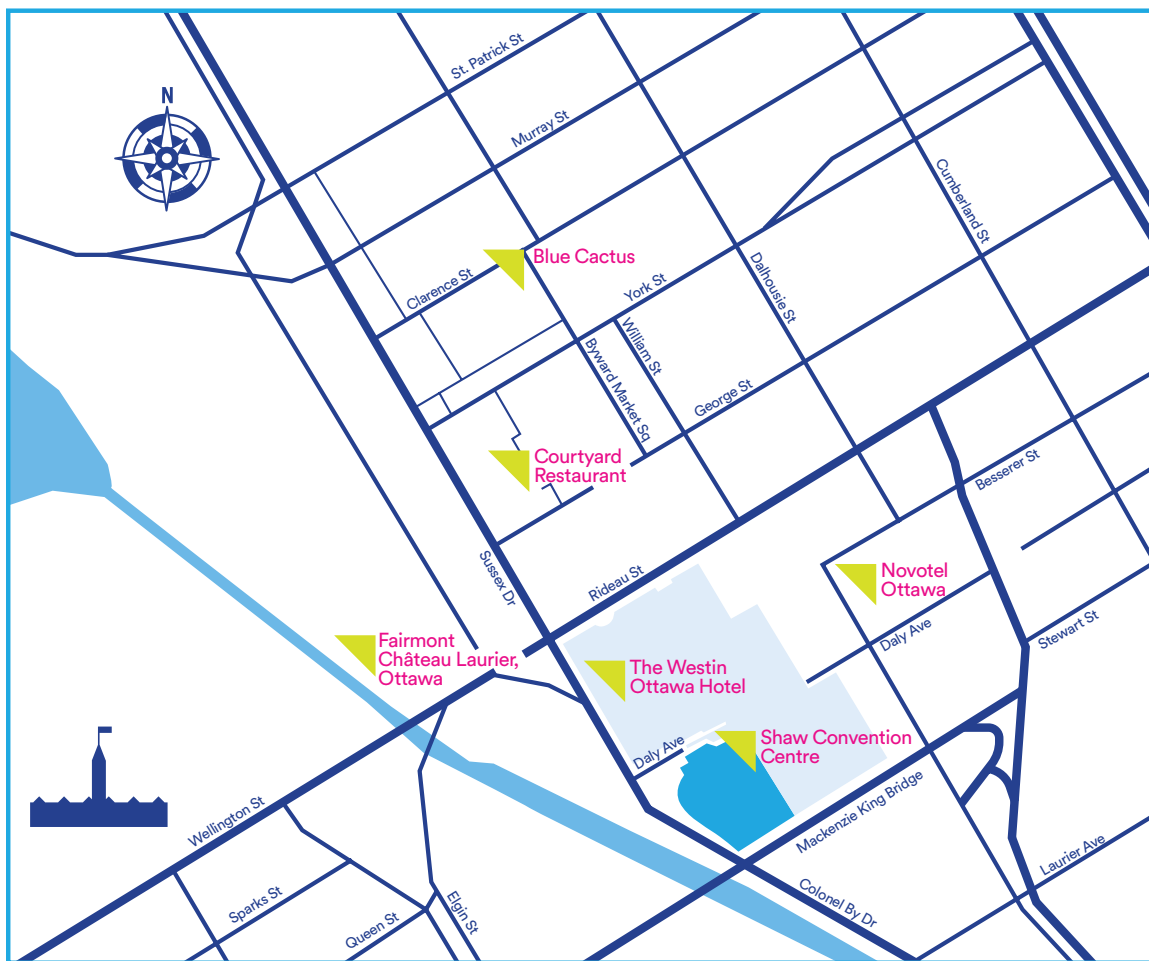 St. Patrick St
N
Murray St
Cumberland St
Blue Cactus
Dalhousie St
Clarence St
York St
William St
Byward Market Sq
George St
Courtyard
Restaurant
Besserer St
Sussex Dr
Rideau St
Novotel
Ottawa
Fairmont
Château Laurier,
Ottawa
Daly Ave
Stewart St
The Westin
Ottawa Hotel
Daly Ave
Shaw Convention
Centre
Wellington St
Mackenzie King Bridge
Laurier Ave
Sparks St
Elgin St
Colonel By Dr
Queen St